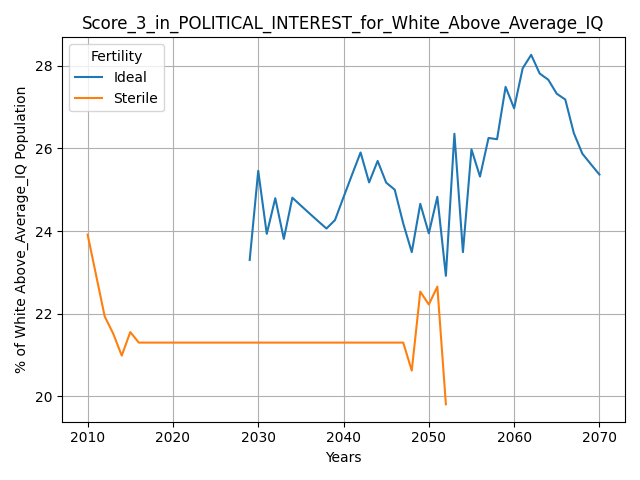 Score_3_in_POLITICAL_INTEREST_for_White_Above_Average_IQ
Fertility
Ideal
Sterile
% of White Above_Average_IQ Population
28
26
24
22
20
2010
2020
2030
2040
2050
2060
2070
Years